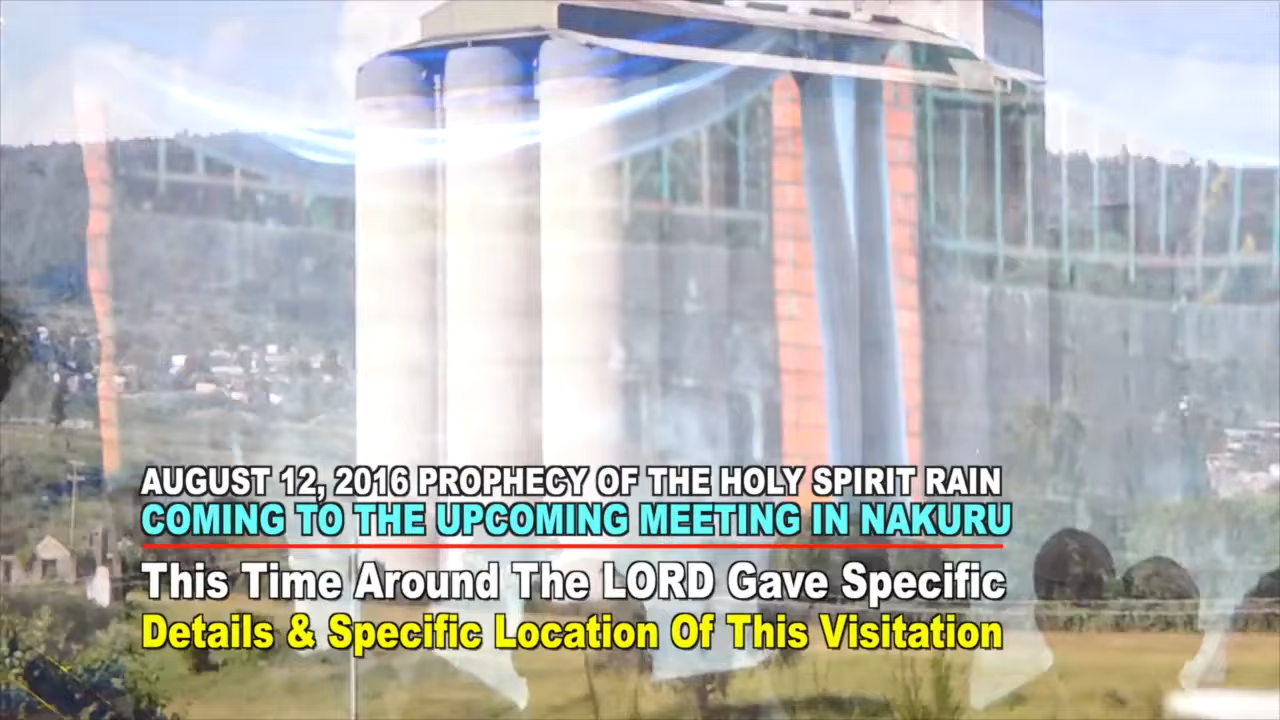 AUGUST 12, 2016 PROPHECY OF THE HOLY SPIRIT RAIN
COMING TO THE UPCOMING MEETING IN NAKURU
This Time Around The LORD Gave Specific
Details & Specific Location Of This Visitation